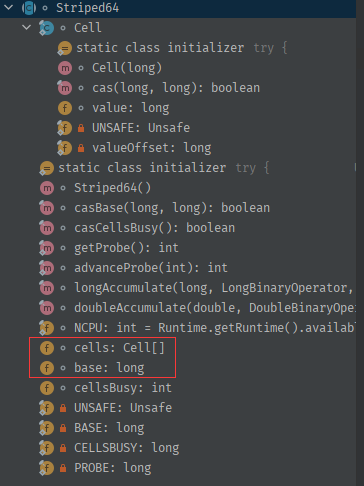 Striped64
Cell
static class initializer try {
Cell(long)
cas(long, long): boolean
value: long
UNSAFE: Unsafe
valueOffset: long
static class initializer try {
Striped64()
casBase(long, long): boolean
casCellsBusy(): boolean
getProbe(): int
advanceProbe(int): int
longAccumulate(long, LongBinaryOperator,
doubleAccumulate(double, DoubleBinaryOpe
NCPU: int = Runtime.getRuntime().availab
cells: Cell[]
base: long
cellsBusy: int
UNSAFE: Unsafe
BASE: long
CELLSBUSY: long
PROBE: long